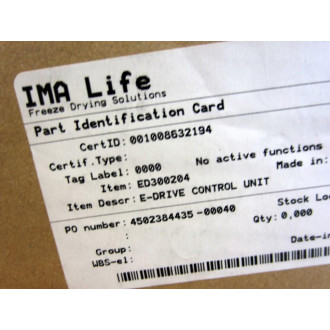 IMA Life
Freeze Drying Solutions
Part Identification Card
CertID: 001008632194
Certif.Type:
Tag Label: 0000 No active functions
Item: ED300204 Made in:
Item Descr: E-DRIVE CONTROL UNIT
PO number: 4502384435 -00040 Stock Loc
: Qty: 0,000
Group: Date-in
WBS-el: